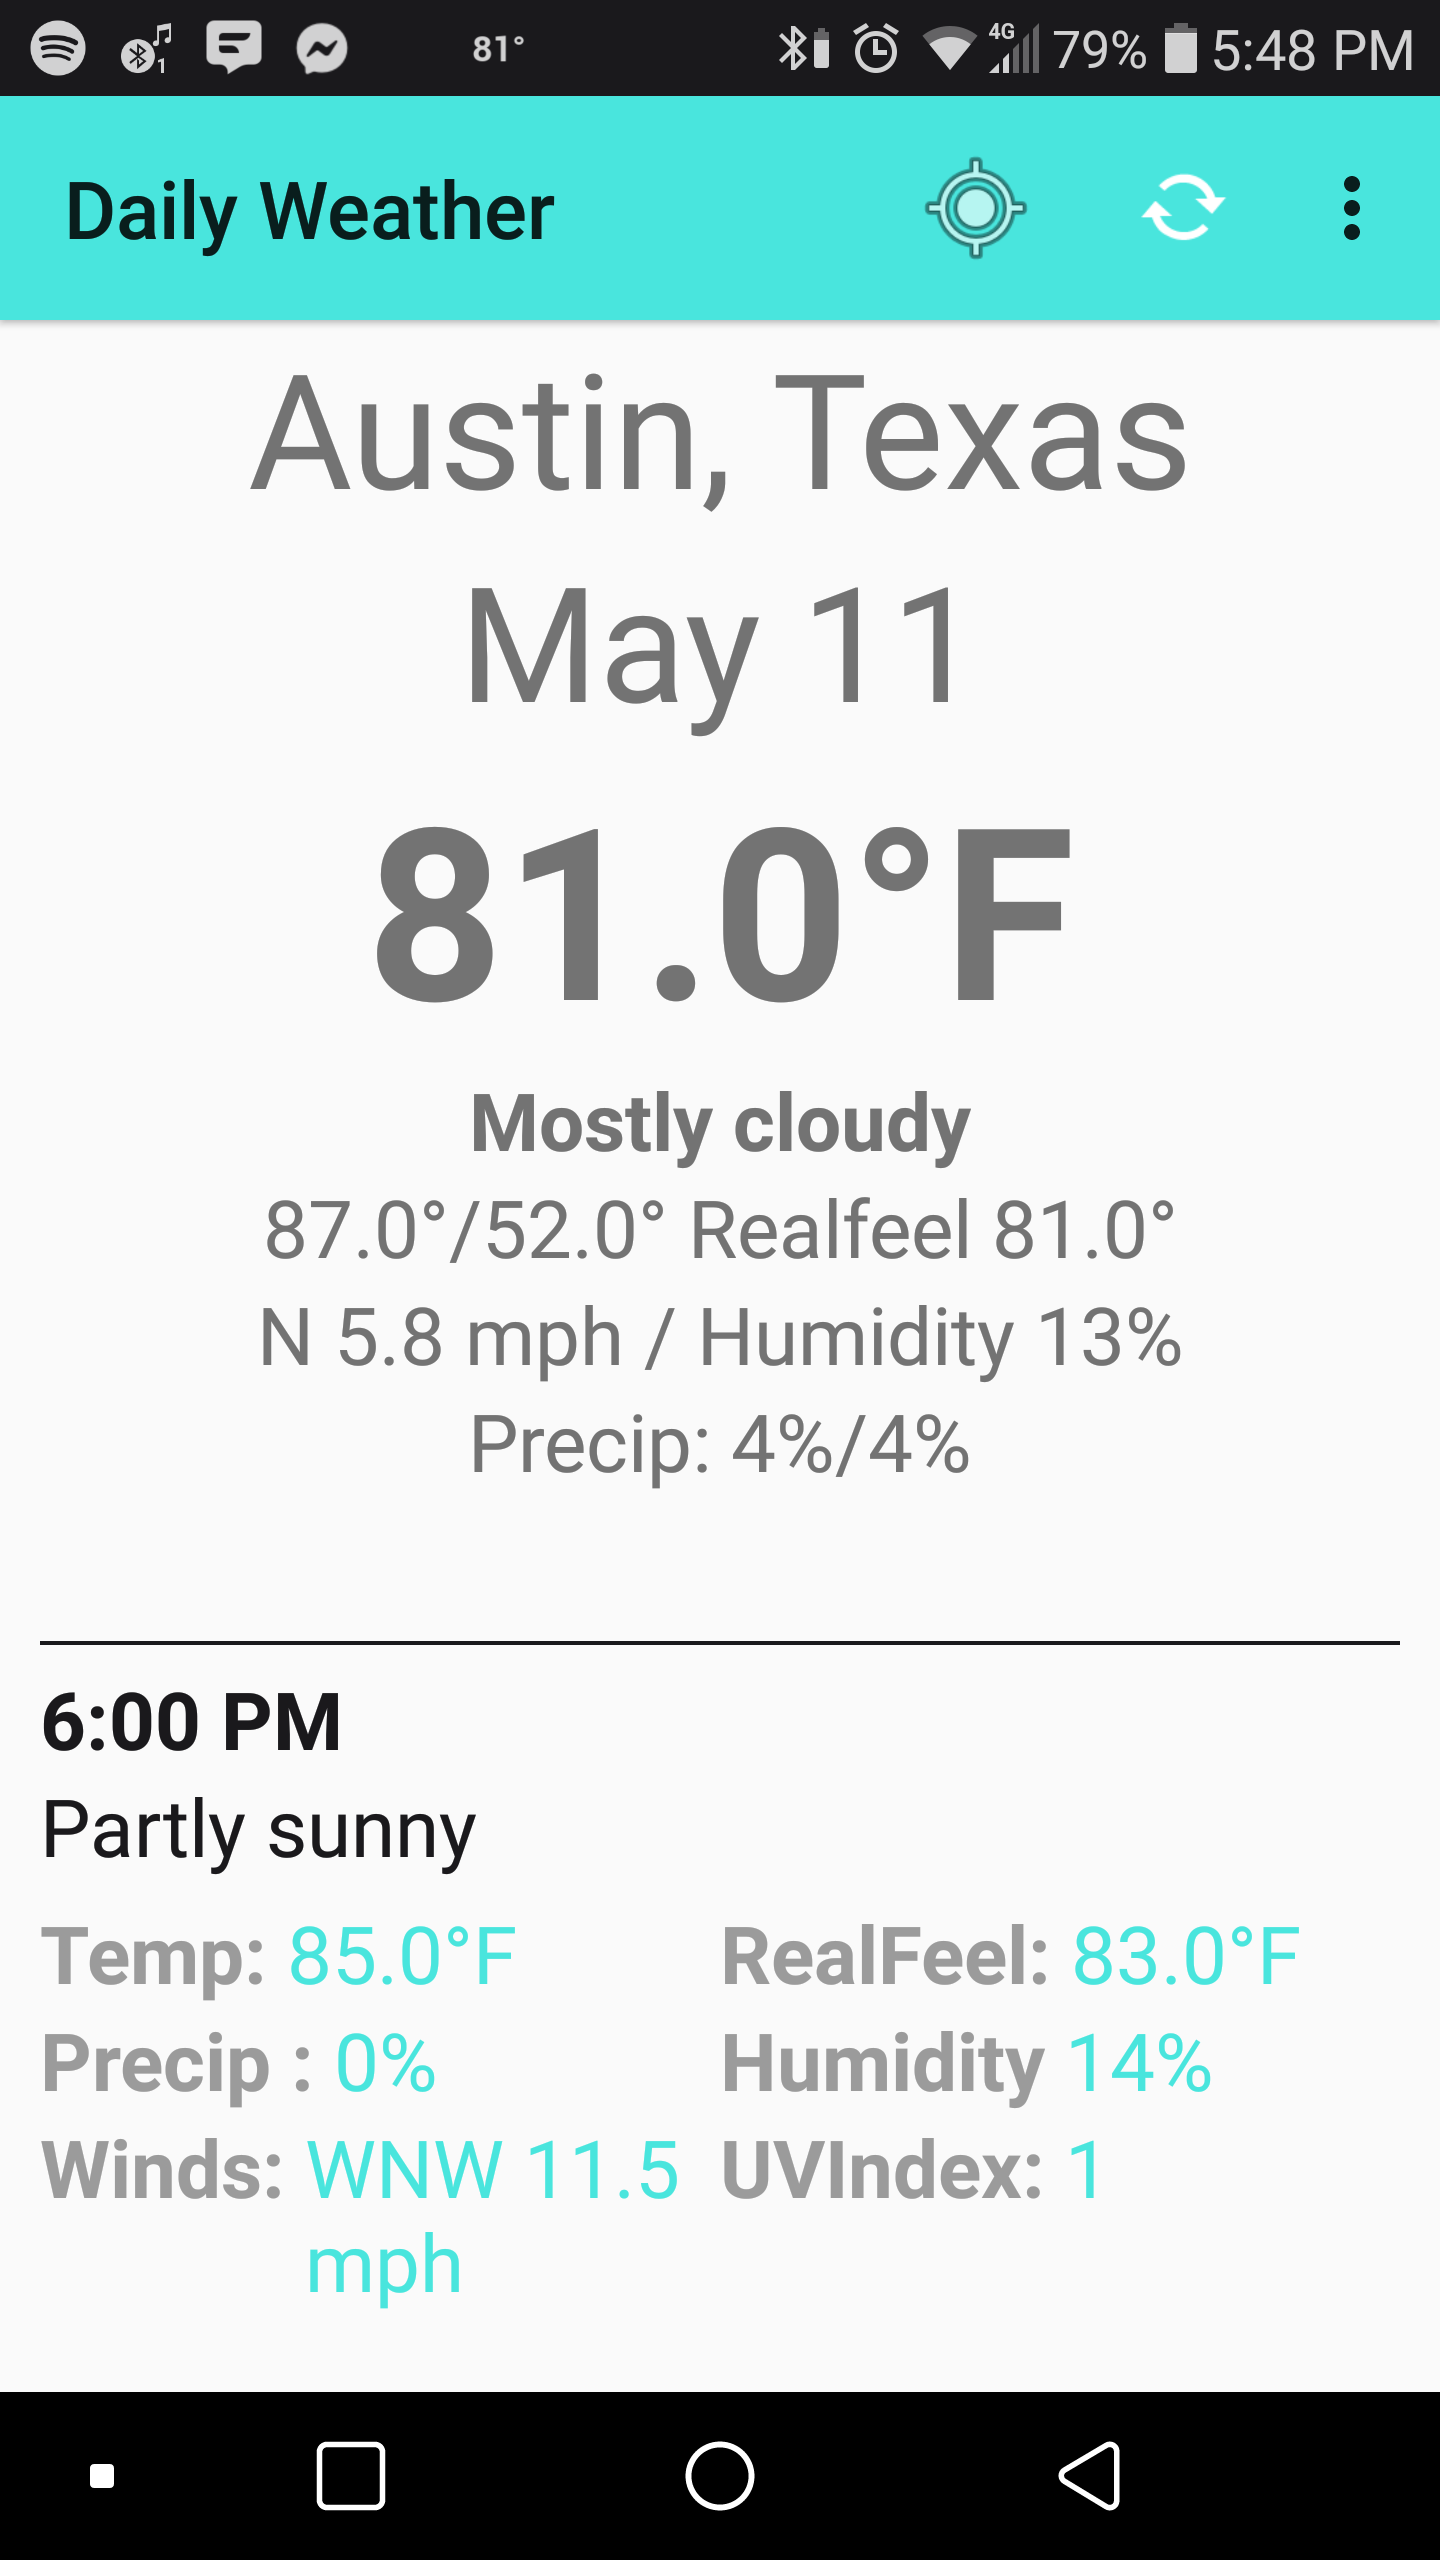 1 81° 4G 79% 5:48 PM
Daily Weather
Austin, Texas
May 11
81.0°F
Mostly cloudy
87.0°/52.0° Realfeel 81.0°
N 5.8 mph / Humidity 13%
Precip: 4%/4%
6:00 PM
Partly sunny
Temp: 85.0°F RealFeel: 83.0°F
Precip : 0% Humidity 14%
Winds: WNW 11.5 UVIndex: 1
mph